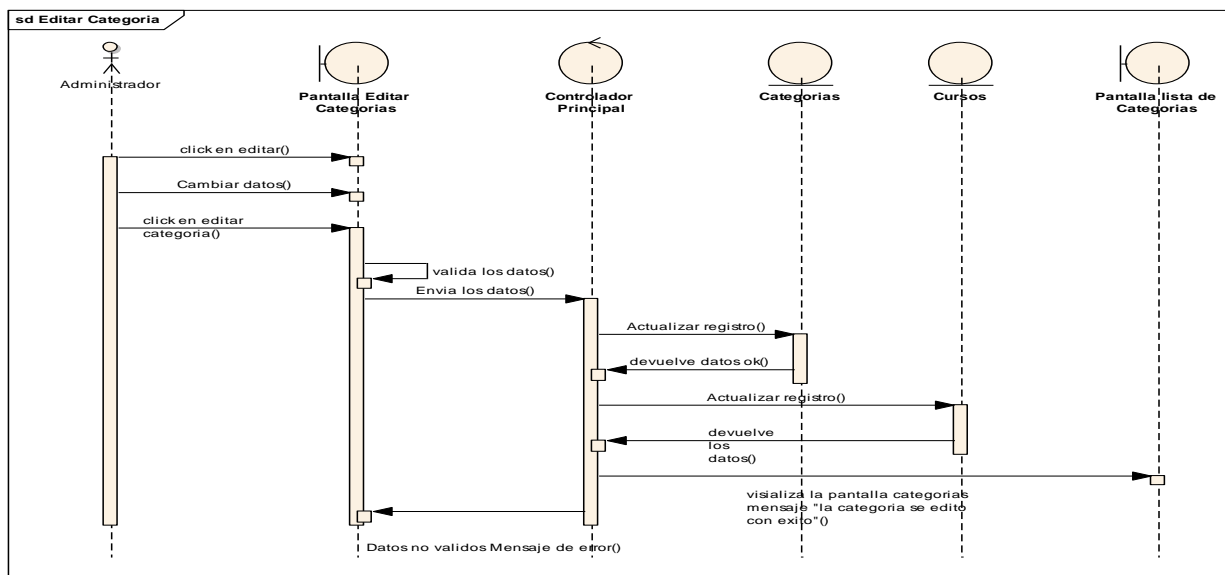 sd Editar Categoria
Administrador
Pantalla Editar
Categorias
Controlador
Principal
Categorias
Cursos
Pantalla lista de
Categorias
click en editar()
Cambiar datos()
click en editar
categoria()
valida los datos()
Envia los datos()
Actualizar registro()
devuelve datos ok()
Actualizar registro()
devuelve
los
datos()
visializa la pantalla categorias
mensaje "la categoria se edito
con exito"()
Datos no validos Mensaje de error()